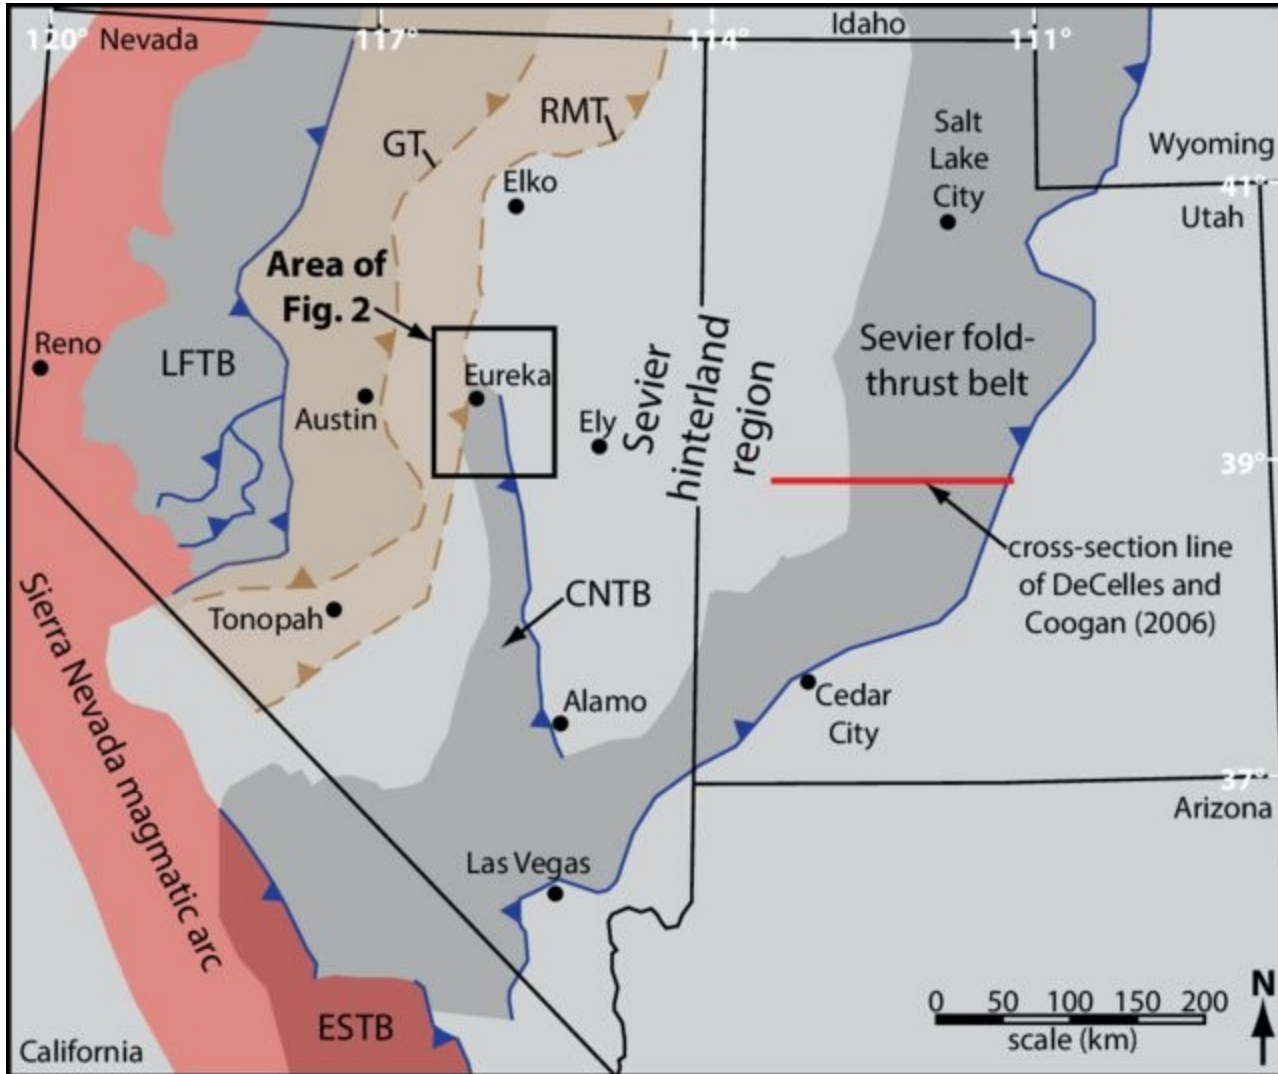 120°
Nevada
117°
114°
Idaho
111°
GT
RMT
Salt
Lake
City
Wyoming
41°
Utah
Elko
Area of
Fig. 2
Reno
LFTB
Austin
Eureka
Ely
Sevier
hinterland
region
Sevier fold-
thrust belt
39°
cross-section line
of DeCelles and
Coogan (2006)
CNTB
Tonopah
Alamo
Cedar
City
Sierra Nevada magmatic arc
37°
Arizona
Las Vegas
ESTB
California
0 50 100 150 200
scale (km)
N